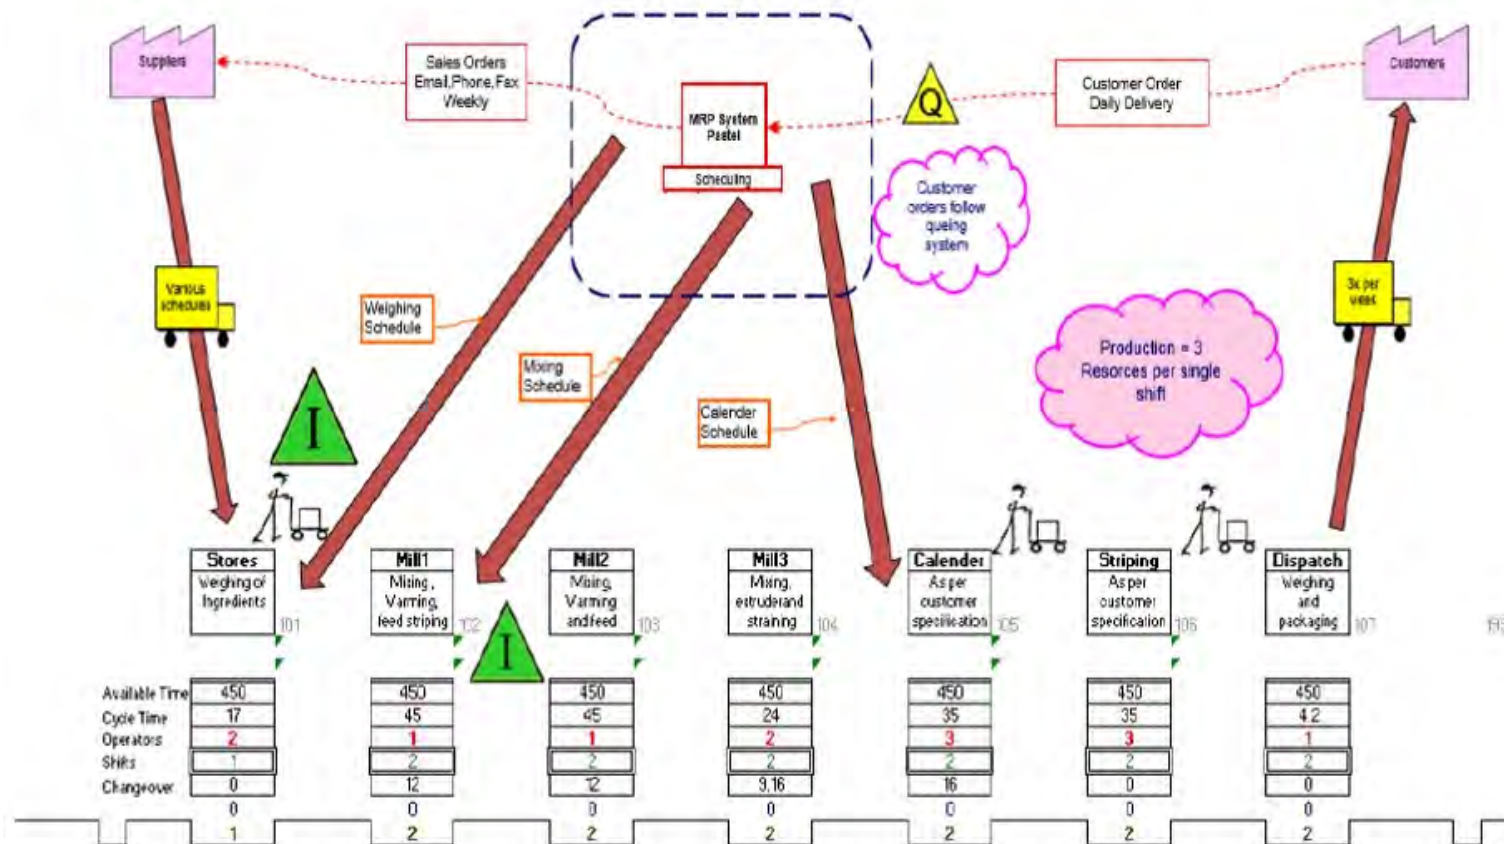 Suppliers
Sales Orders
Email,Phone,Fax
Weekly
MRP System
Pastel
Scheduling
Q
Customer Order
Daily Delivery
Customers
Customer
orders follow
queing
system
Various
schedules
Weighing
Schedule
Mixing
Schedule
Calender
Schedule
Production = 3
Resorces per single
shift
3x per
week
I
I
Stores
Weighing of
Ingredients
101
Mill1
Mixing,
Varming,
feed striping
102
Mill2
Mixing,
Varming
and feed
103
Mill3
Mixing,
extruderand
straining
104
Calender
As per
customer
specification
105
Striping
As per
customer
specification
106
Dispatch
Weighing
and
packaging
107
Available Time 450 450 450 450 450 450 450
Cycle Time 17 45 45 24 35 35 4.2
Operators 2 1 1 2 3 3 1
Shifts 1 2 2 2 2 2 2
Changeover 0 12 12 9.16 16 0 0
0 0 0 0 0 0 0
1 2 2 2 2 2 2